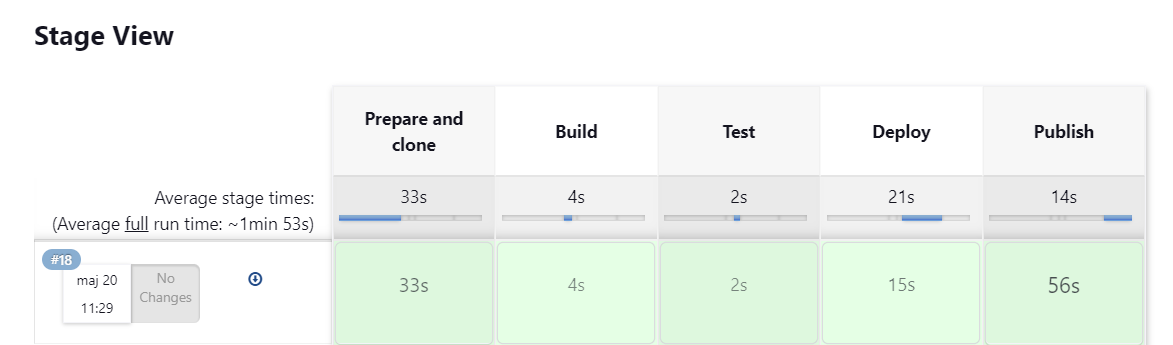 Stage View
Prepare and
clone
Build
Test
Deploy
Publish
Average stage times:
(Average full run time: ~1min 53s)
33s
4s
2s
21s
14s
#18
maj 20
11:29
No
Changes
33s
4s
2s
15s
56s